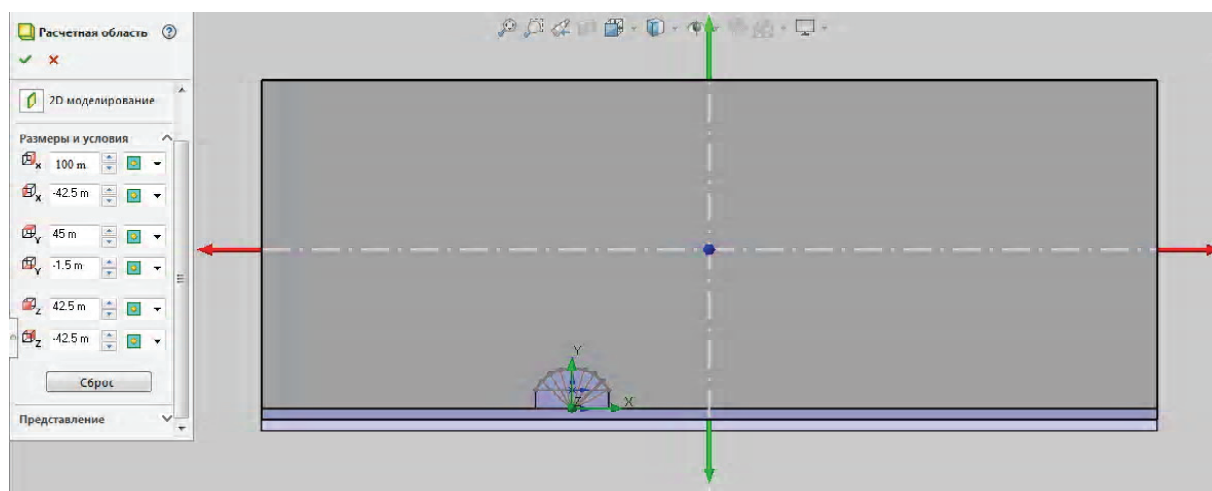 Расчетная область ?
2D моделирование
Размеры и условия
X 100 m
X -42.5 m
Y 45 m
Y -1.5 m
Z 42.5 m
Z -42.5 m
Сброс
Представление
Y
Z X